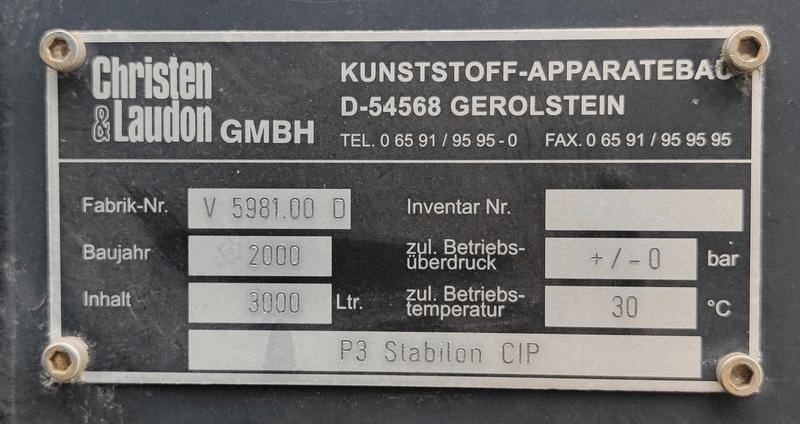 Christen
& Laudon GMBH
KUNSTSTOFF-APPARATEBAU
D-54568 GEROLSTEIN
TEL. 0 65 91 / 95 95 - 0 FAX. 0 65 91 / 95 95 95
Fabrik-Nr. V 5981.00 D Inventar Nr.
Baujahr 2000 zul. Betriebs-
überdruck +/-0 bar
Inhalt 3000 Ltr. zul. Betriebs-
temperatur 30 °C
P3 Stabilon CIP